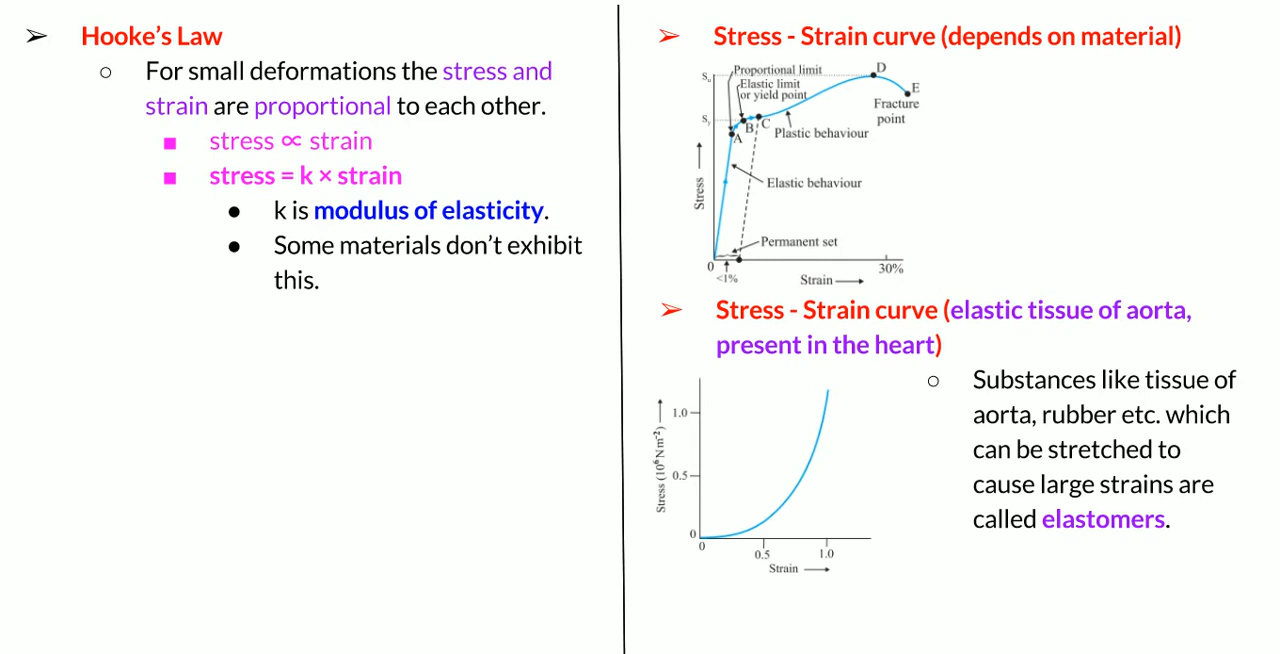 ➢ Hooke's Law
○ For small deformations the stress and
strain are proportional to each other.
■ stress ∝ strain
■ stress = k × strain
● k is modulus of elasticity.
● Some materials don't exhibit
this.
➢ Stress - Strain curve (depends on material)
Proportional limit
Elastic limit
or yield point
D
E
Fracture
point
Sᵤ
Sᵧ
A
B
C
Plastic behaviour
Elastic behaviour
Permanent set
Stress
0
<1%
30%
Strain
➢ Stress - Strain curve (elastic tissue of aorta,
present in the heart)
○ Substances like tissue of
aorta, rubber etc. which
can be stretched to
cause large strains are
called elastomers.
Stress (10⁶ N m⁻²)
1.0
0.5
0
0
0.5
1.0
Strain